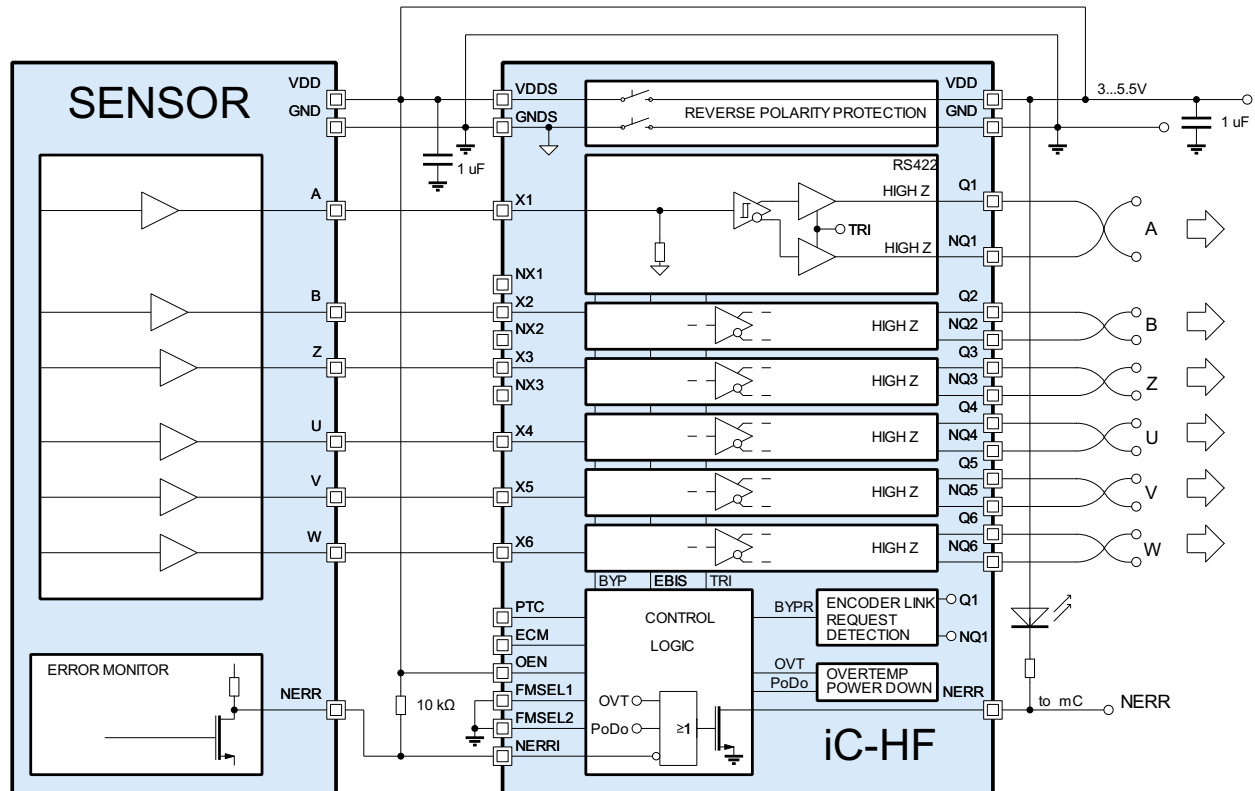 SENSOR
VDD
GND
VDDS
GNDS
REVERSE POLARITY PROTECTION
VDD
GND
3...5.5V
1 uF
1 uF
RS422
A
X1
HIGH Z
Q1
TRI
A
HIGH Z
NQ1
NX1
B
X2
Q2
NX2
HIGH Z
NQ2
B
Z
X3
Q3
NX3
HIGH Z
NQ3
Z
U
X4
Q4
HIGH Z
NQ4
U
V
X5
Q5
HIGH Z
NQ5
V
W
X6
Q6
HIGH Z
NQ6
W
BYP
EBIS
TRI
PTC
CONTROL
LOGIC
BYPR
ENCODER LINK
REQUEST
DETECTION
Q1
NQ1
ECM
OEN
OVT
PoDo
OVERTEMP
POWER DOWN
ERROR MONITOR
NERR
10 kΩ
FMSEL1
FMSEL2
NERRI
OVT
PoDo
≥1
NERR
to mC
NERR
iC-HF